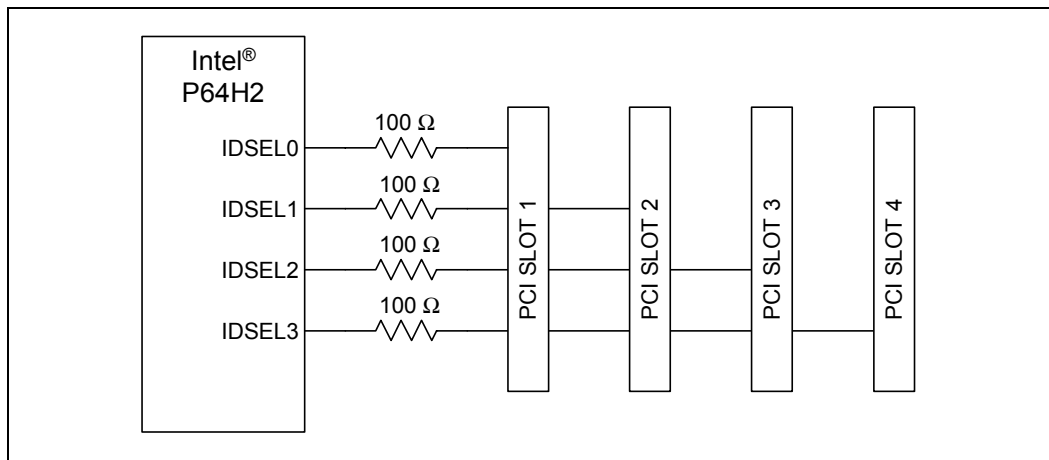 Intel®
P64H2
IDSEL0
100 Ω
IDSEL1
100 Ω
IDSEL2
100 Ω
IDSEL3
100 Ω
PCI SLOT 1
PCI SLOT 2
PCI SLOT 3
PCI SLOT 4